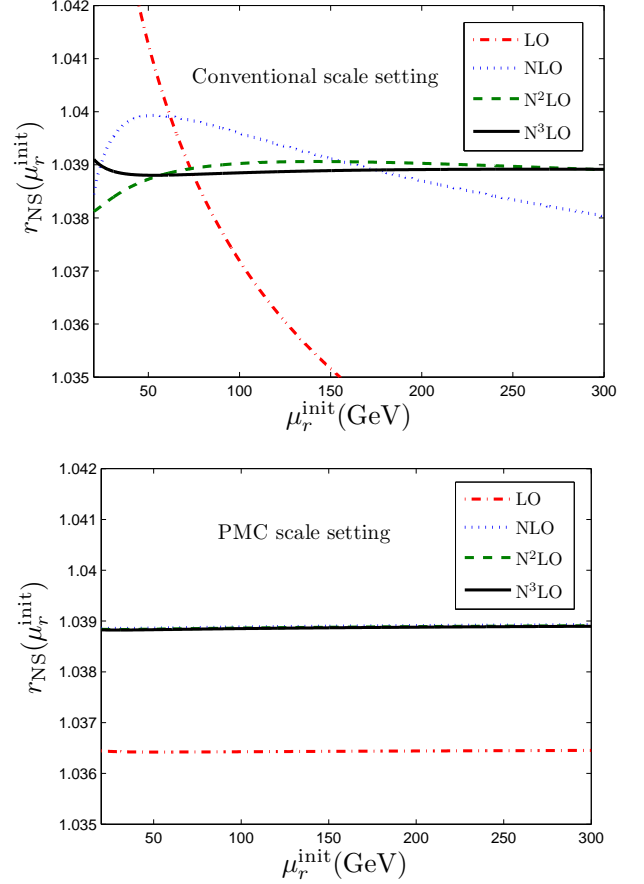 1.042
1.041
1.04
1.039
1.038
1.037
1.036
1.035
r_NS(μ_r^init)
Conventional scale setting
LO
NLO
N²LO
N³LO
50
100
150
200
250
300
μ_r^init(GeV)
1.042
1.041
1.04
1.039
1.038
1.037
1.036
1.035
r_NS(μ_r^init)
PMC scale setting
LO
NLO
N²LO
N³LO
50
100
150
200
250
300
μ_r^init(GeV)